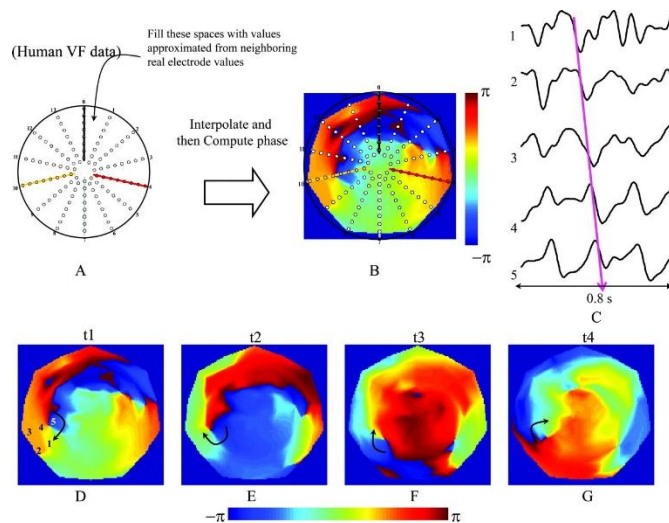 A
(Human VF data)
Fill these spaces with values
approximated from neighboring
real electrode values
Interpolate and
then Compute phase
A
B
π
−π
1
2
3
4
5
0.8 s
C
t1
t2
t3
t4
5
4
3
1
2
D
E
F
G
−π
π